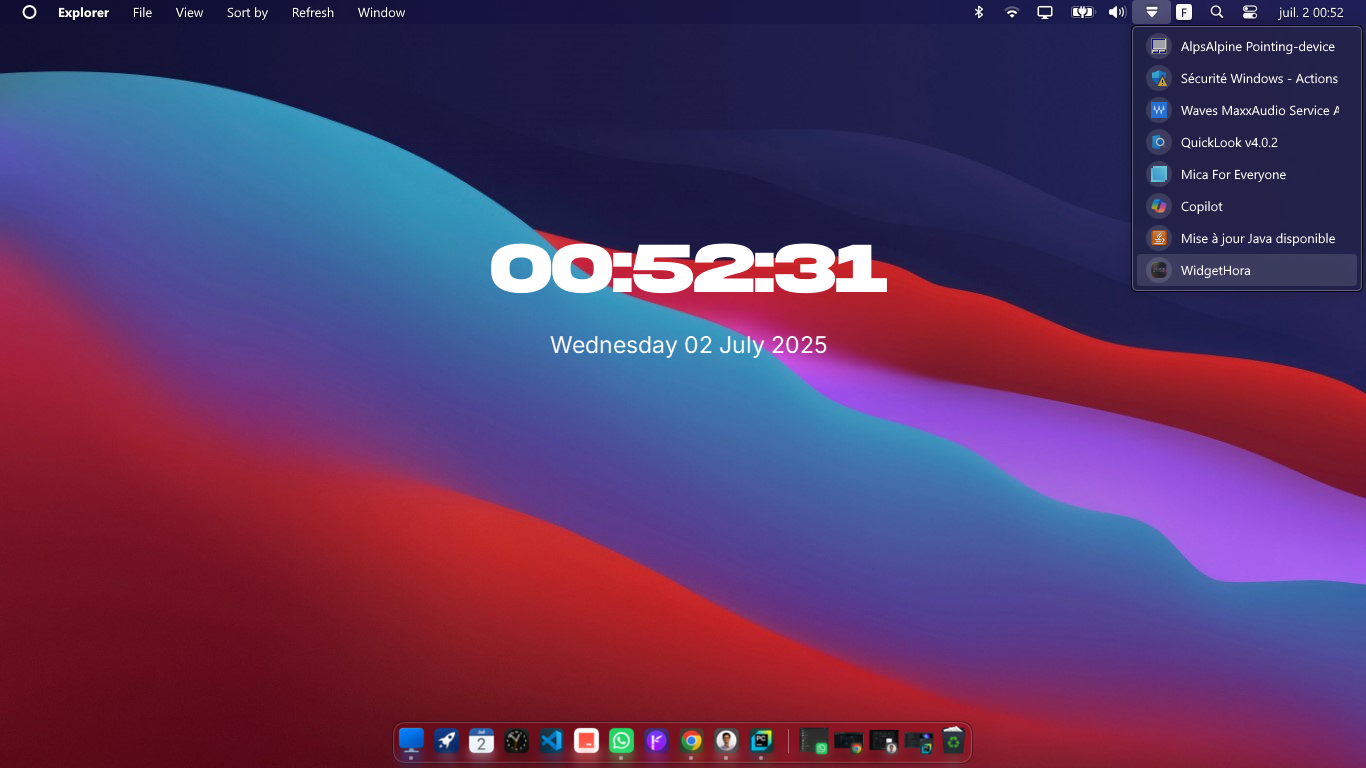 Explorer File View Sort by Refresh Window F juil. 2 00:52
AlpsAlpine Pointing-device
Sécurité Windows - Actions
Waves MaxxAudio Service A
QuickLook v4.0.2
Mica For Everyone
Copilot
Mise à jour Java disponible
WidgetHora
00:52:31
Wednesday 02 July 2025
2
PC